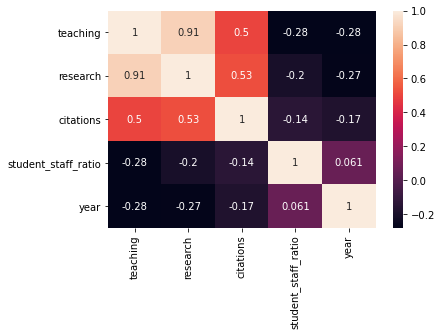 teaching 1 0.91 0.5 -0.28 -0.28
research 0.91 1 0.53 -0.2 -0.27
citations 0.5 0.53 1 -0.14 -0.17
student_staff_ratio -0.28 -0.2 -0.14 1 0.061
year -0.28 -0.27 -0.17 0.061 1
teaching
research
citations
student_staff_ratio
year
1.0
0.8
0.6
0.4
0.2
0.0
−0.2